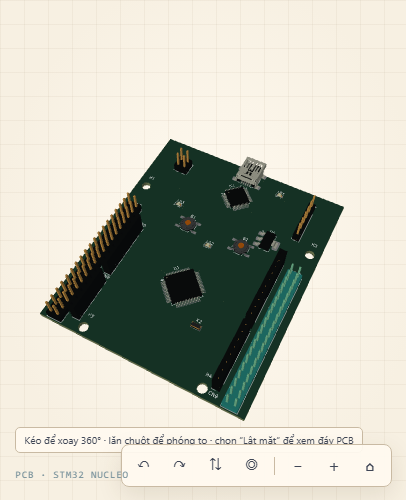 Kéo để xoay 360° · lăn chuột để phóng to · chọn "Lật mặt" để xem đáy PCB
PCB · STM32 NUCLEO